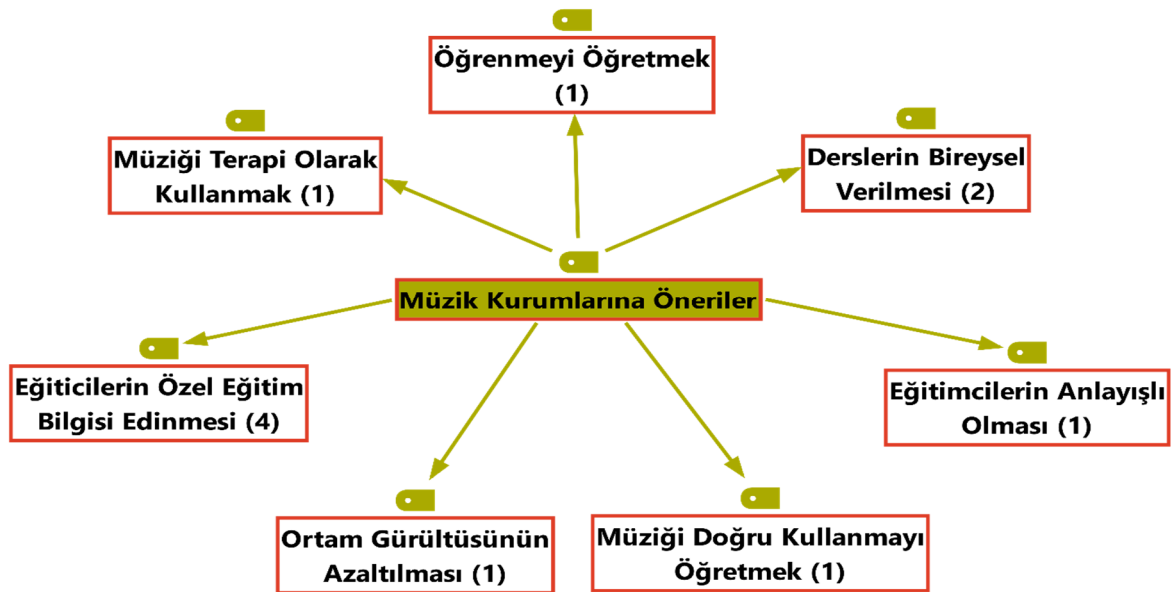 Öğrenmeyi Öğretmek
(1)
Müziği Terapi Olarak
Kullanmak (1)
Derslerin Bireysel
Verilmesi (2)
Müzik Kurumlarına Öneriler
Eğiticilerin Özel Eğitim
Bilgisi Edinmesi (4)
Eğitimcilerin Anlayışlı
Olması (1)
Ortam Gürültüsünün
Azaltılması (1)
Müziği Doğru Kullanmayı
Öğretmek (1)